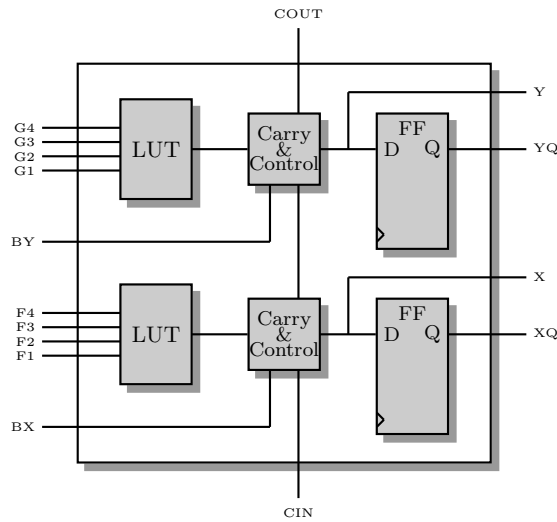 COUT
Y
G4
G3
G2
G1
LUT
Carry
&
Control
FF
D Q
YQ
BY
X
F4
F3
F2
F1
LUT
Carry
&
Control
FF
D Q
XQ
BX
CIN